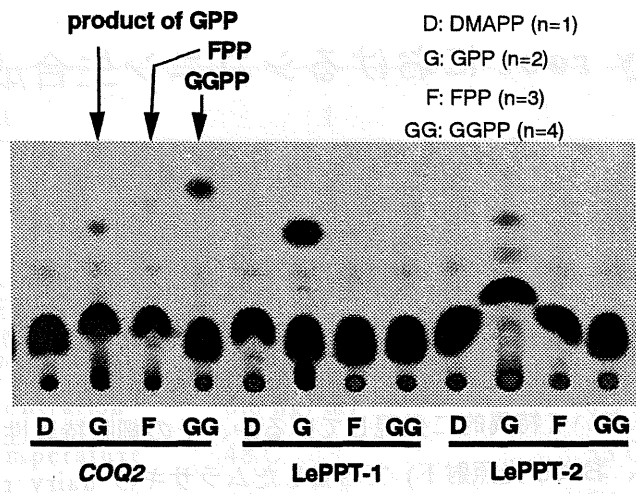 product of GPP
FPP
GGPP
D: DMAPP (n=1)
G: GPP (n=2)
F: FPP (n=3)
GG: GGPP (n=4)
D G F GG D G F GG D G F GG
COQ2 LePPT-1 LePPT-2